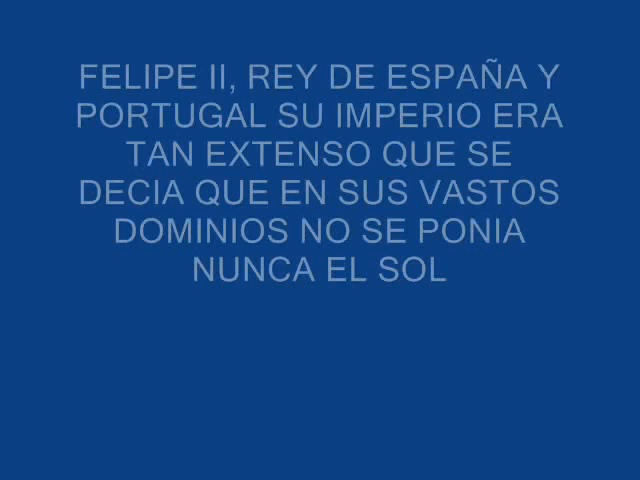 FELIPE II, REY DE ESPAÑA Y
PORTUGAL SU IMPERIO ERA
TAN EXTENSO QUE SE
DECIA QUE EN SUS VASTOS
DOMINIOS NO SE PONIA
NUNCA EL SOL